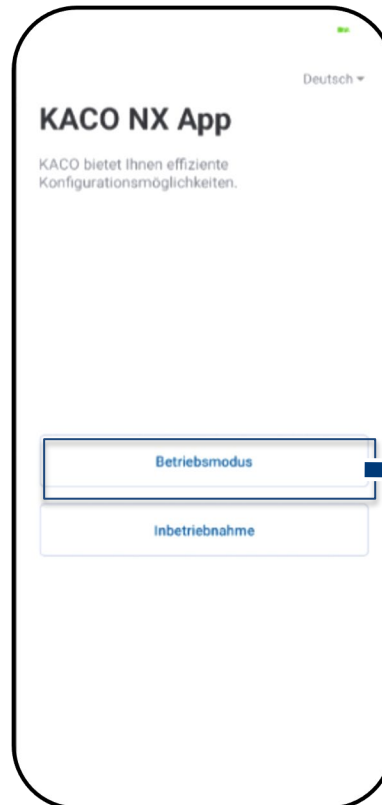 Deutsch
KACO NX App
KACO bietet Ihnen effiziente
Konfigurationsmöglichkeiten.
Betriebsmodus
Inbetriebnahme